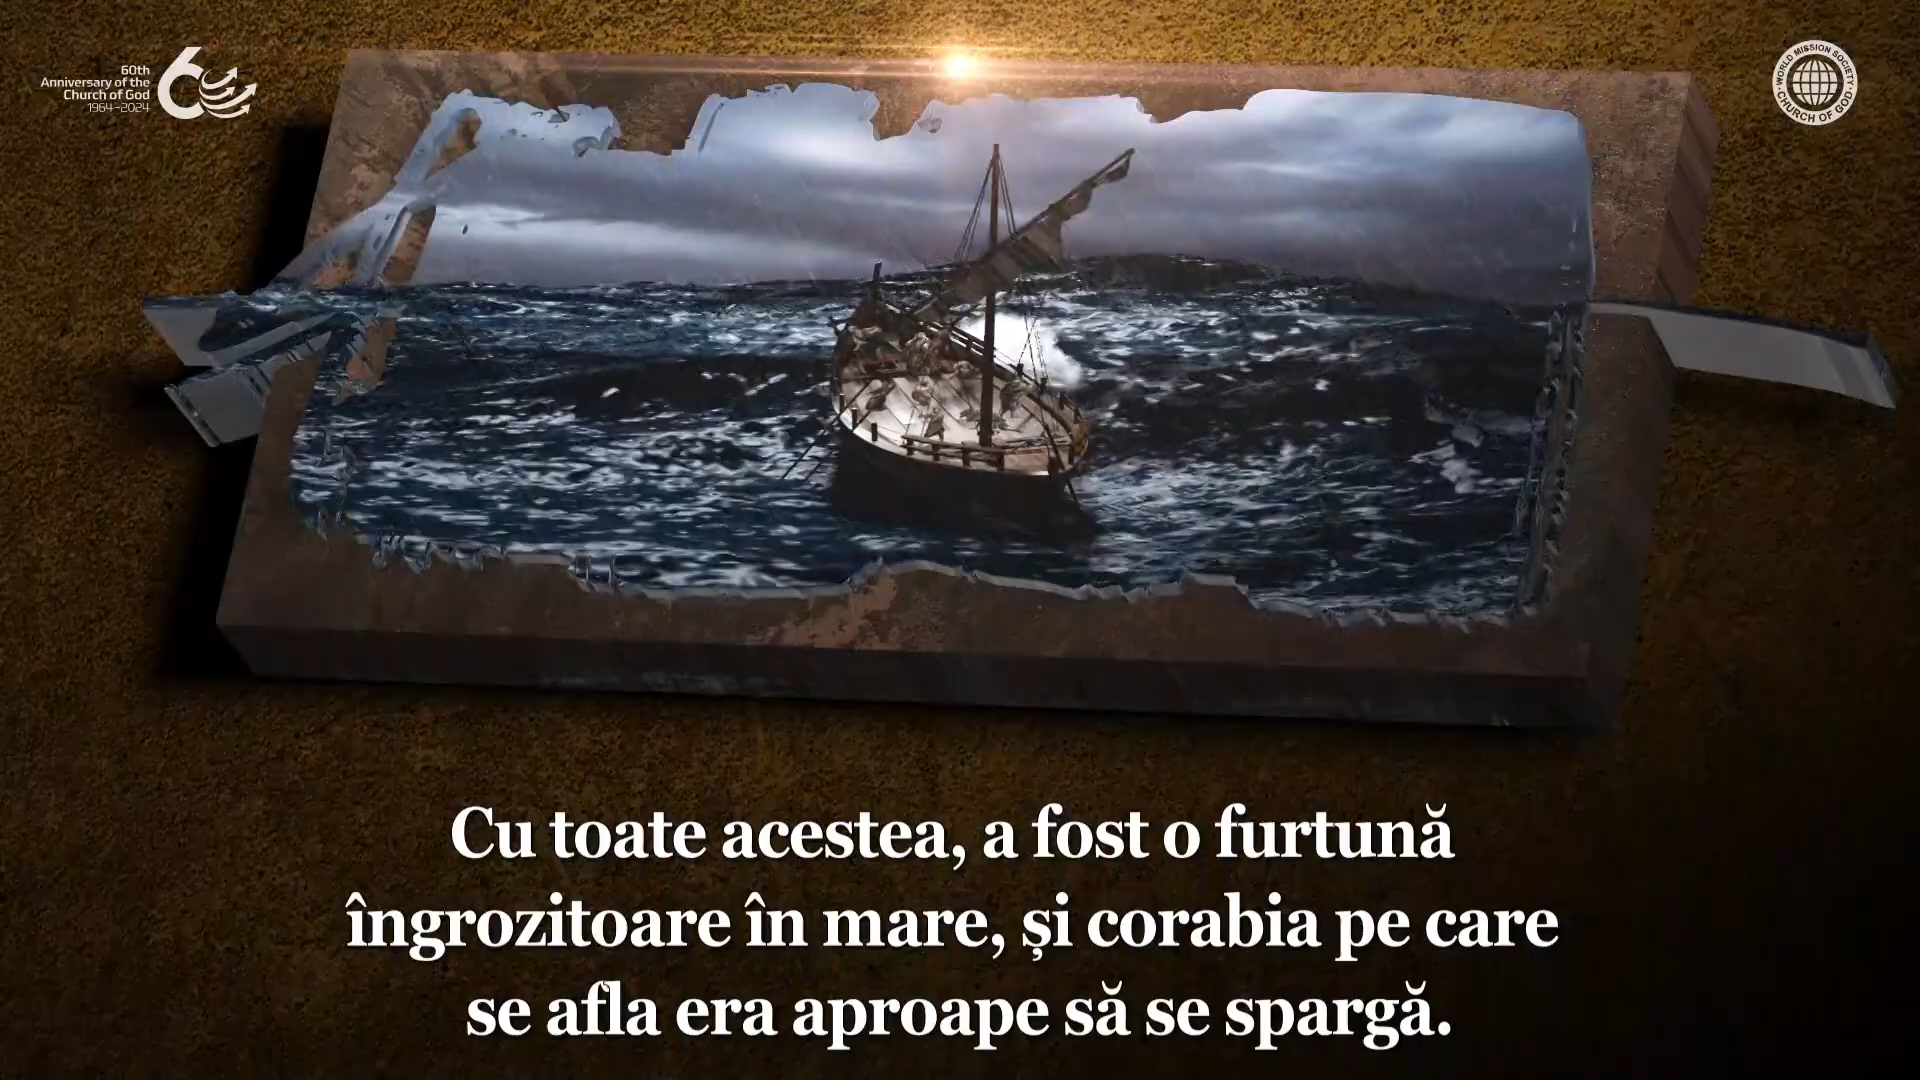 60th
Anniversary of the
Church of God
1964-2024
60
WORLD MISSION SOCIETY
CHURCH OF GOD
Cu toate acestea, a fost o furtună
îngrozitoare în mare, și corabia pe care
se afla era aproape să se spargă.